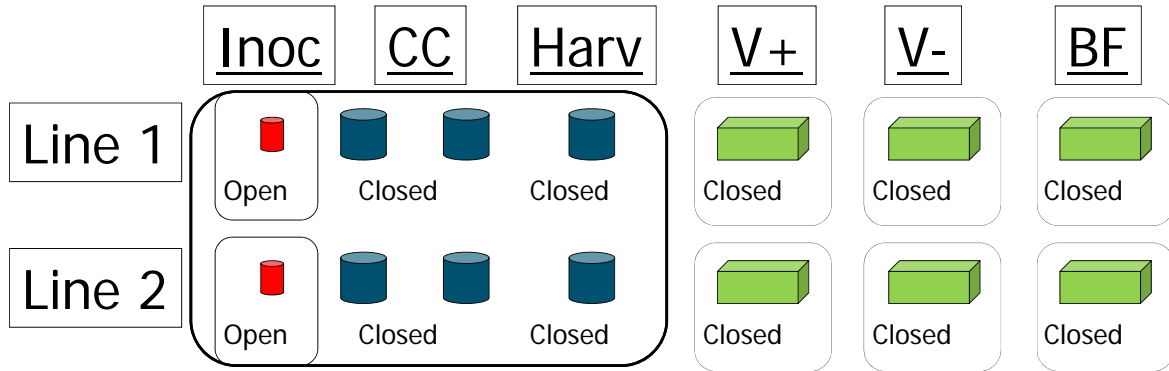 Inoc CC Harv V+ V- BF
Line 1
Open Closed Closed Closed Closed Closed
Line 2
Open Closed Closed Closed Closed Closed